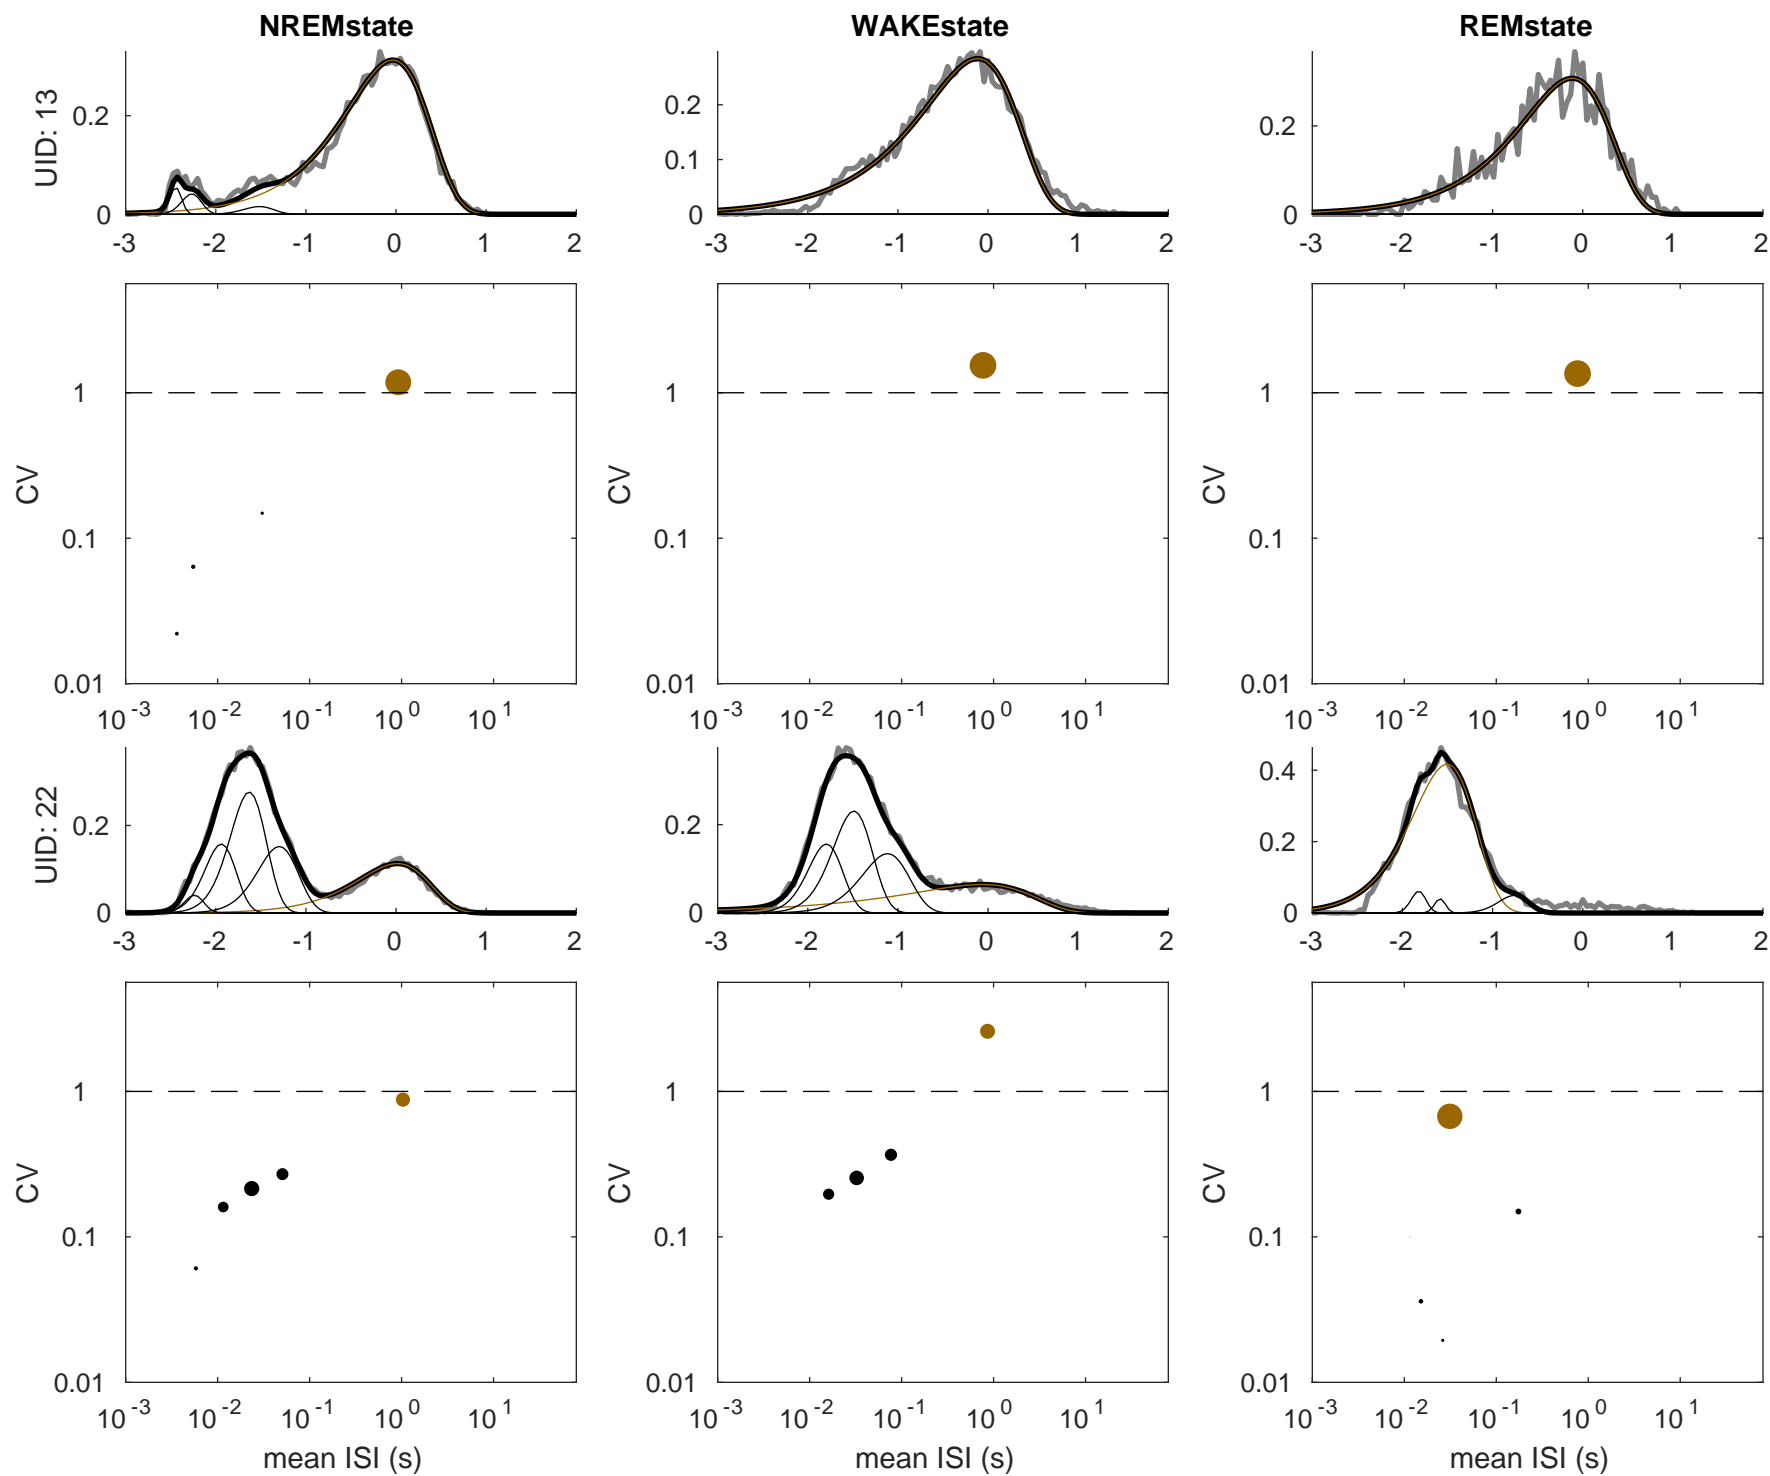 NREMstate WAKEstate REMstate
UID: 13
0.2 0.2 0.2
0.1
0 0 0
-3 -2 -1 0 1 2 -3 -2 -1 0 1 2 -3 -2 -1 0 1 2
CV CV CV
1 1 1
0.1 0.1 0.1
0.01 0.01 0.01
10^-3 10^-2 10^-1 10^0 10^1 10^-3 10^-2 10^-1 10^0 10^1 10^-3 10^-2 10^-1 10^0 10^1
UID: 22
0.4
0.2 0.2 0.2
0 0 0
-3 -2 -1 0 1 2 -3 -2 -1 0 1 2 -3 -2 -1 0 1 2
CV CV CV
1 1 1
0.1 0.1 0.1
0.01 0.01 0.01
10^-3 10^-2 10^-1 10^0 10^1 10^-3 10^-2 10^-1 10^0 10^1 10^-3 10^-2 10^-1 10^0 10^1
mean ISI (s) mean ISI (s) mean ISI (s)